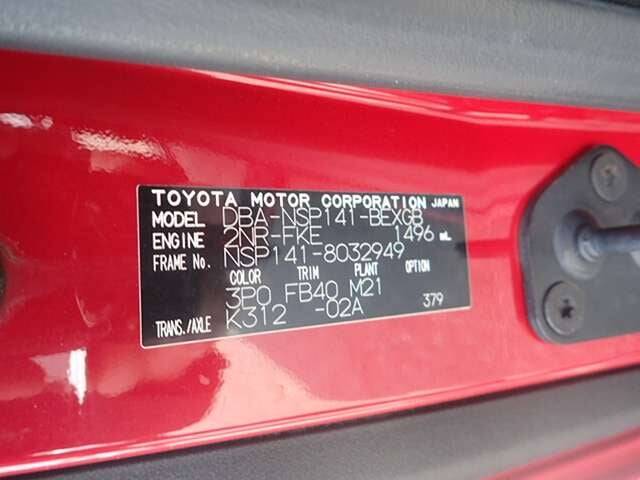 TOYOTA MOTOR CORPORATION JAPAN
MODEL DBA-NSP141-BEXGB
ENGINE 2NR-FKE 1496 mL
FRAME No. NSP141-8032949
COLOR TRIM PLANT OPTION
3P0 FB40 M21
TRANS./AXLE K312 -02A 379